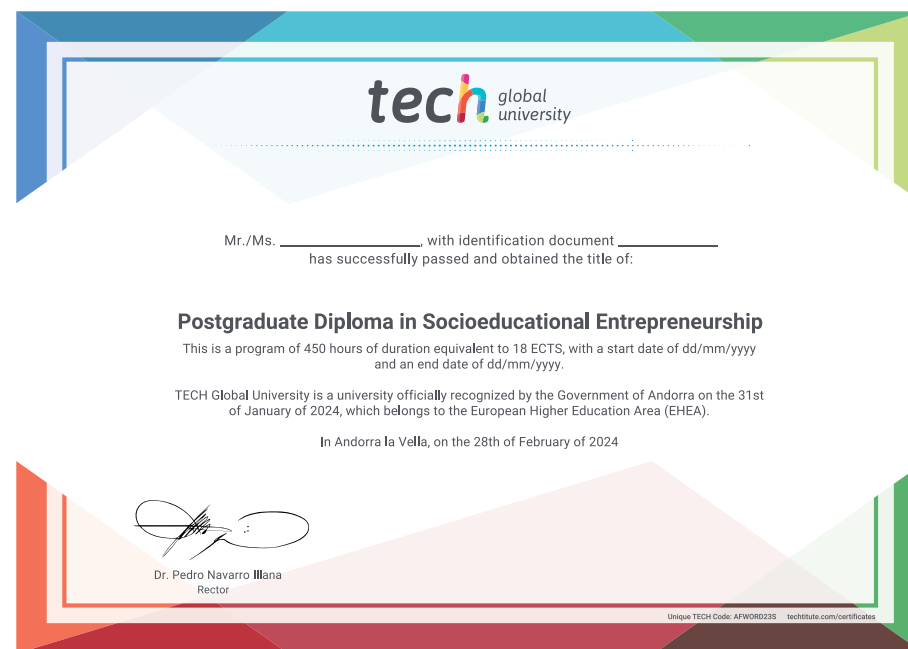 tech global university
Mr./Ms. ____________________, with identification document ______________
has successfully passed and obtained the title of:
Postgraduate Diploma in Socioeducational Entrepreneurship
This is a program of 450 hours of duration equivalent to 18 ECTS, with a start date of dd/mm/yyyy
and an end date of dd/mm/yyyy.
TECH Global University is a university officially recognized by the Government of Andorra on the 31st
of January of 2024, which belongs to the European Higher Education Area (EHEA).
In Andorra la Vella, on the 28th of February of 2024
Dr. Pedro Navarro Illana
Rector
Unique TECH Code: AFWORD23S techtitute.com/certificates